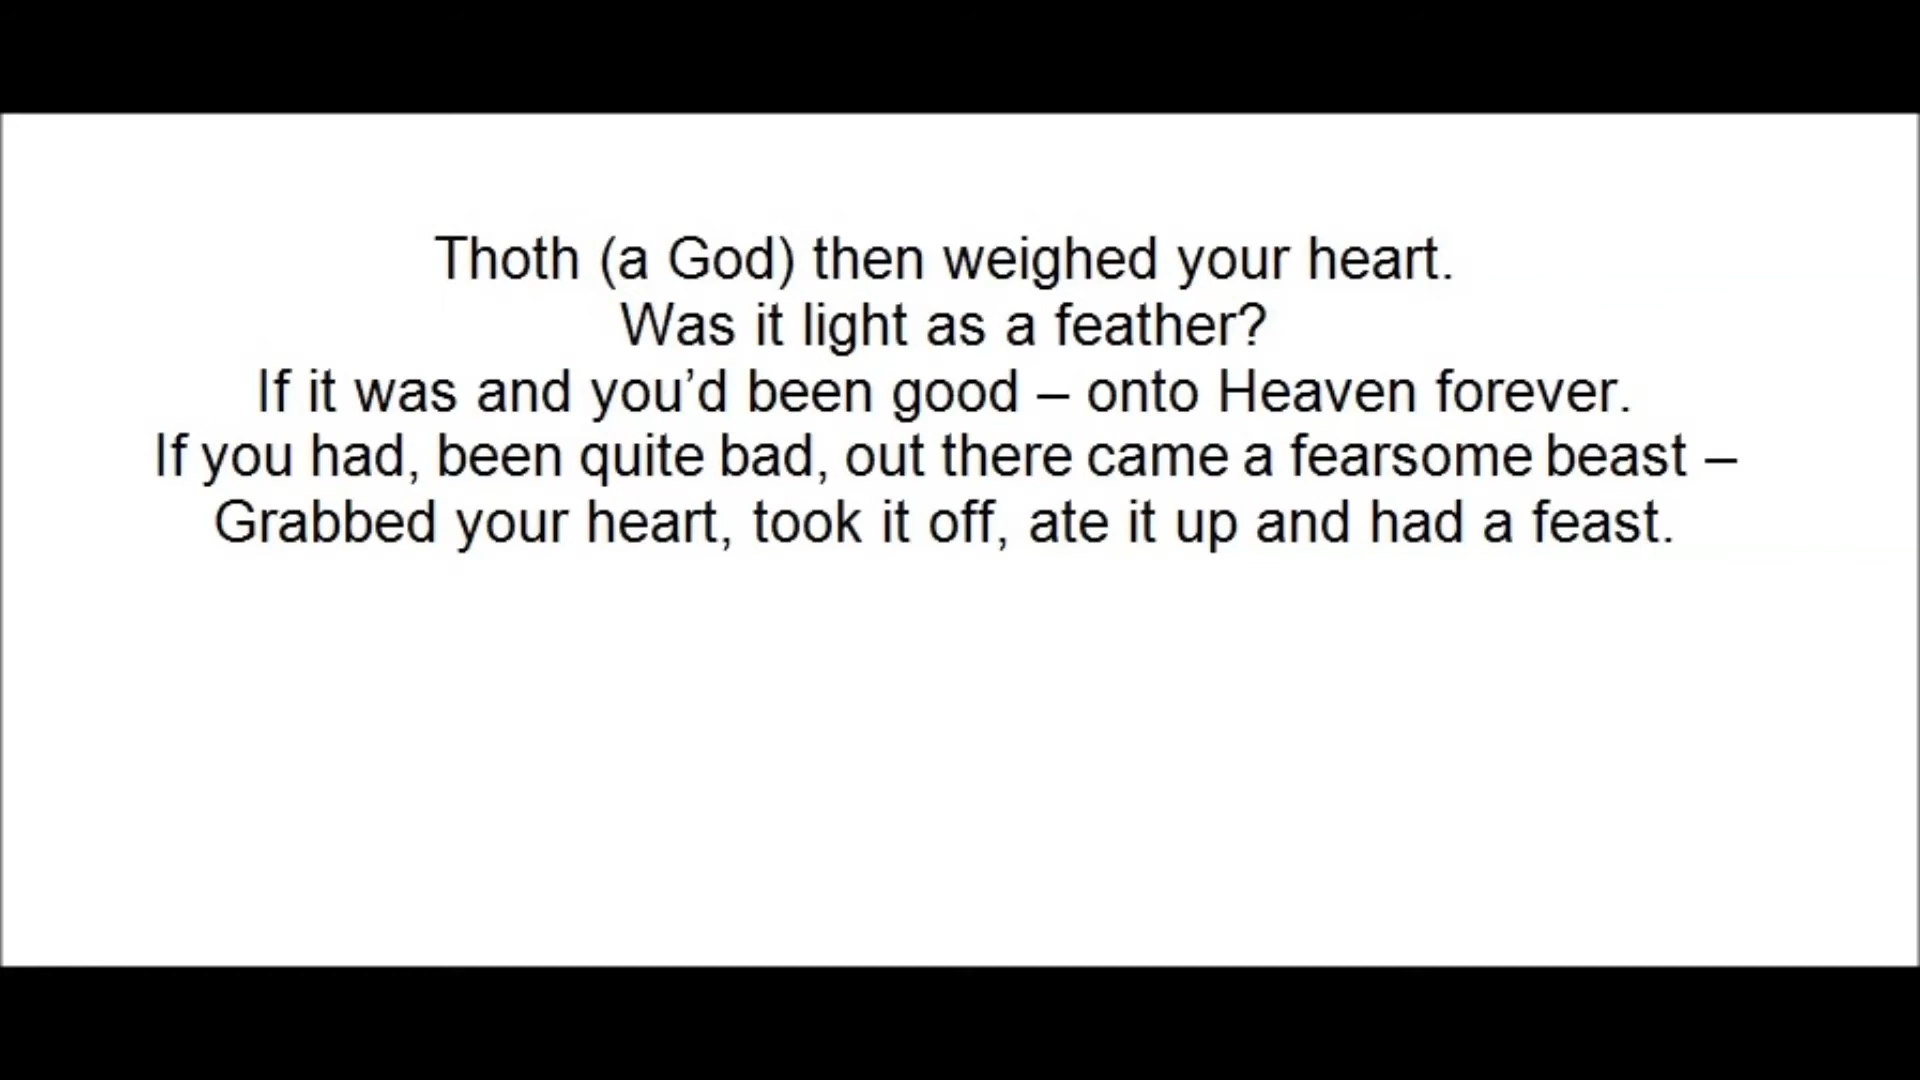 Thoth (a God) then weighed your heart.
Was it light as a feather?
If it was and you’d been good – onto Heaven forever.
If you had, been quite bad, out there came a fearsome beast –
Grabbed your heart, took it off, ate it up and had a feast.